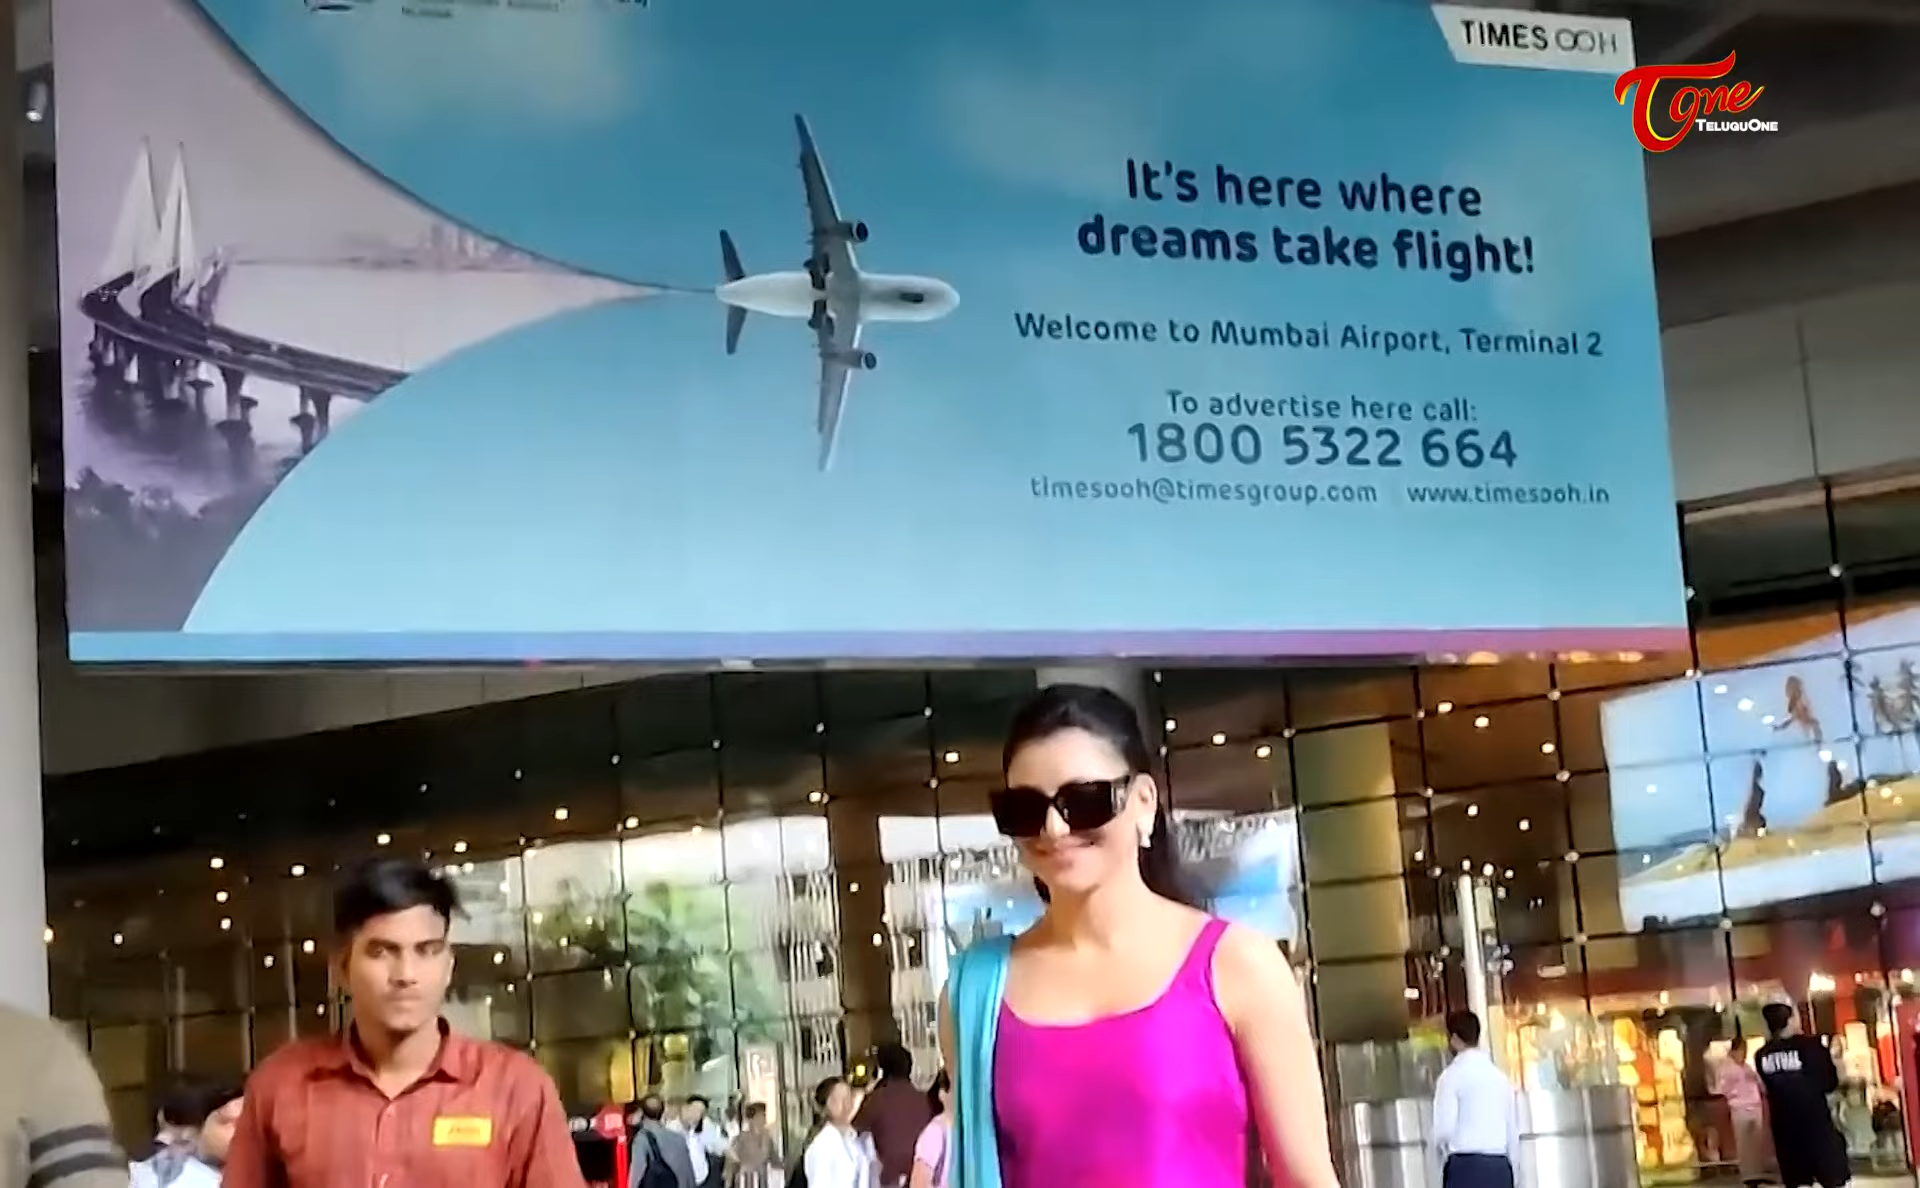 TIMES OOH
Tone
TELUGUONE
It's here where
dreams take flight!
Welcome to Mumbai Airport, Terminal 2
To advertise here call:
1800 5322 664
timesooh@timesgroup.com www.timesooh.in